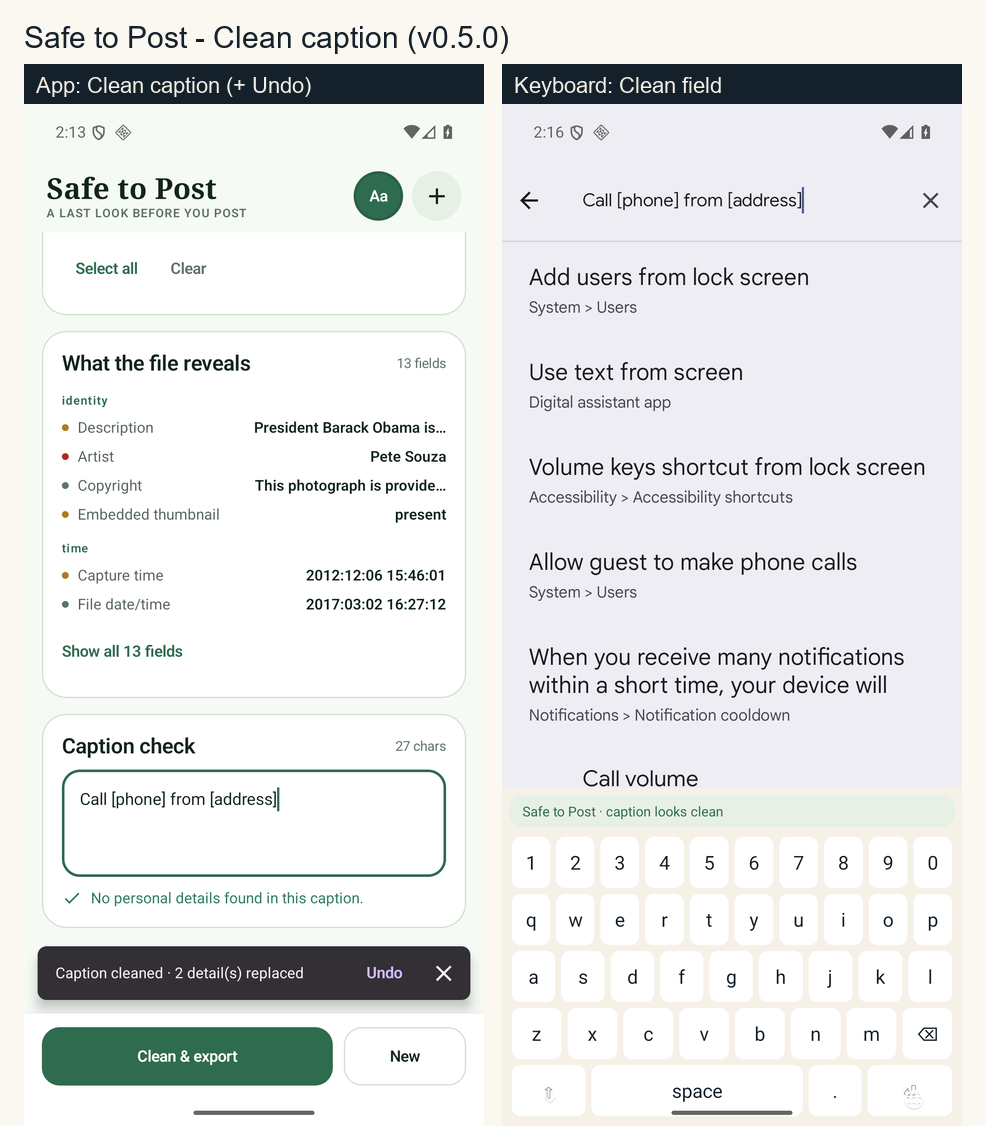 Safe to Post - Clean caption (v0.5.0)
App: Clean caption (+ Undo)
2:13
Safe to Post
A LAST LOOK BEFORE YOU POST
Aa
Select all Clear
What the file reveals 13 fields
identity
Description President Barack Obama is…
Artist Pete Souza
Copyright This photograph is provide…
Embedded thumbnail present
time
Capture time 2012:12:06 15:46:01
File date/time 2017:03:02 16:27:12
Show all 13 fields
Caption check 27 chars
Call [phone] from [address]
No personal details found in this caption.
Caption cleaned · 2 detail(s) replaced Undo
Clean & export New
Keyboard: Clean field
2:16
Call [phone] from [address]
Add users from lock screen
System > Users
Use text from screen
Digital assistant app
Volume keys shortcut from lock screen
Accessibility > Accessibility shortcuts
Allow guest to make phone calls
System > Users
When you receive many notifications
within a short time, your device will
Notifications > Notification cooldown
Call volume
Safe to Post · caption looks clean
1 2 3 4 5 6 7 8 9 0
q w e r t y u i o p
a s d f g h j k l
z x c v b n m
space .